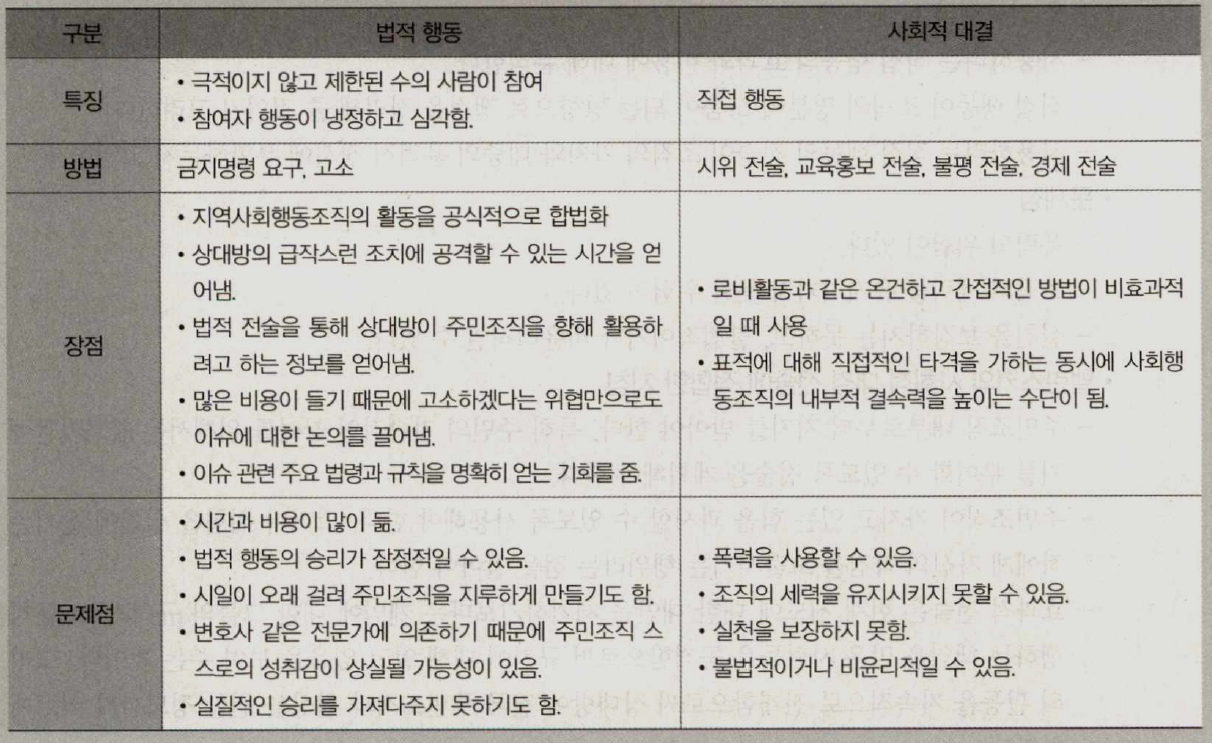 구분
법적 행동
사회적 대결
특징
• 극적이지 않고 제한된 수의 사람이 참여
• 참여자 행동이 냉정하고 심각함.
직접 행동
방법
금지명령 요구, 고소
시위 전술, 교육홍보 전술, 불평 전술, 경제 전술
장점
• 지역사회행동조직의 활동을 공식적으로 합법화
• 상대방의 급작스런 조치에 공격할 수 있는 시간을 얻
어냄.
• 법적 전술을 통해 상대방이 주민조직을 향해 활용하
려고 하는 정보를 얻어냄.
• 많은 비용이 들기 때문에 고소하겠다는 위협만으로도
이슈에 대한 논의를 끌어냄.
• 이슈 관련 주요 법령과 규칙을 명확히 얻는 기회를 줌.
• 로비활동과 같은 온건하고 간접적인 방법이 비효과적
일 때 사용
• 표적에 대해 직접적인 타격을 가하는 동시에 사회행
동조직의 내부적 결속력을 높이는 수단이 됨.
문제점
• 시간과 비용이 많이 듦.
• 법적 행동의 승리가 잠정적일 수 있음.
• 시일이 오래 걸려 주민조직을 지루하게 만들기도 함.
• 변호사 같은 전문가에 의존하기 때문에 주민조직 스
스로의 성취감이 상실될 가능성이 있음.
• 실질적인 승리를 가져다주지 못하기도 함.
• 폭력을 사용할 수 있음.
• 조직의 세력을 유지시키지 못할 수 있음.
• 실천을 보장하지 못함.
• 불법적이거나 비윤리적일 수 있음.